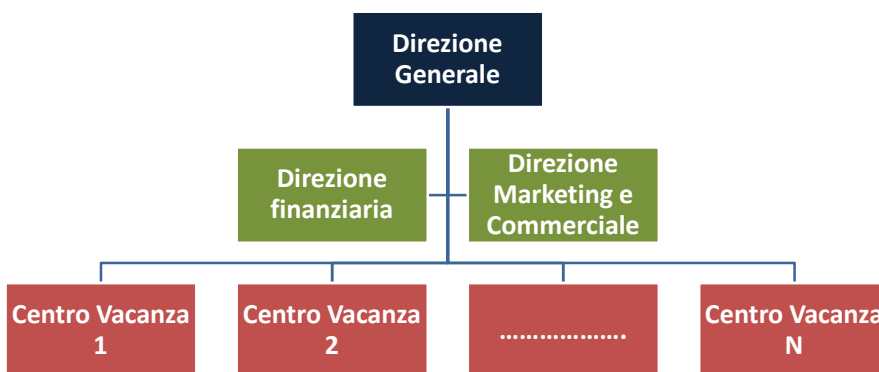 Direzione
Generale
Direzione
finanziaria
Direzione
Marketing e
Commerciale
Centro Vacanza
1
Centro Vacanza
2
………………….
Centro Vacanza
N